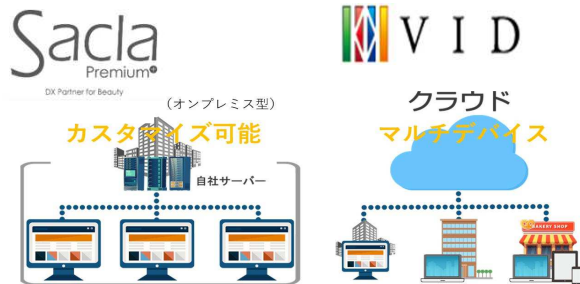 Sacla
Premium®
DX Partner for Beauty
VID
（オンプレミス型）
カスタマイズ可能
自社サーバー
クラウド
マルチデバイス
BAKERY SHOP